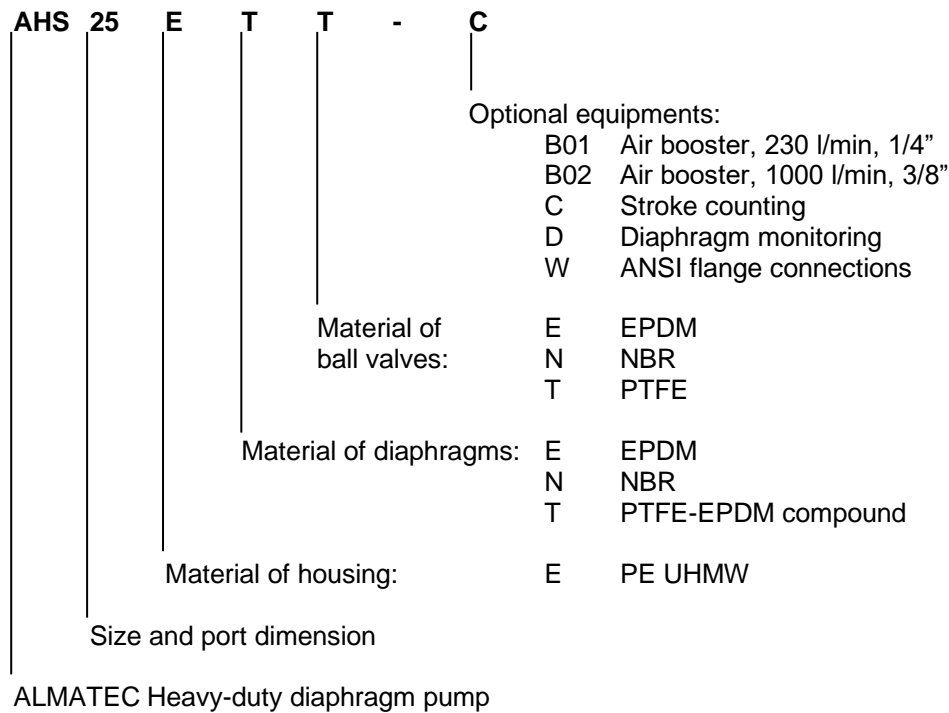 AHS 25 E T T - C
Optional equipments:
B01 Air booster, 230 l/min, 1/4”
B02 Air booster, 1000 l/min, 3/8”
C Stroke counting
D Diaphragm monitoring
W ANSI flange connections
Material of E EPDM
ball valves: N NBR
T PTFE
Material of diaphragms: E EPDM
N NBR
T PTFE-EPDM compound
Material of housing: E PE UHMW
Size and port dimension
ALMATEC Heavy-duty diaphragm pump